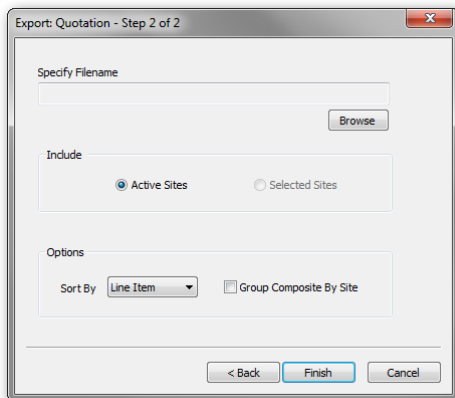 Export: Quotation - Step 2 of 2
Specify Filename
Browse
Include
Active Sites
Selected Sites
Options
Sort By
Line Item
Group Composite By Site
< Back
Finish
Cancel